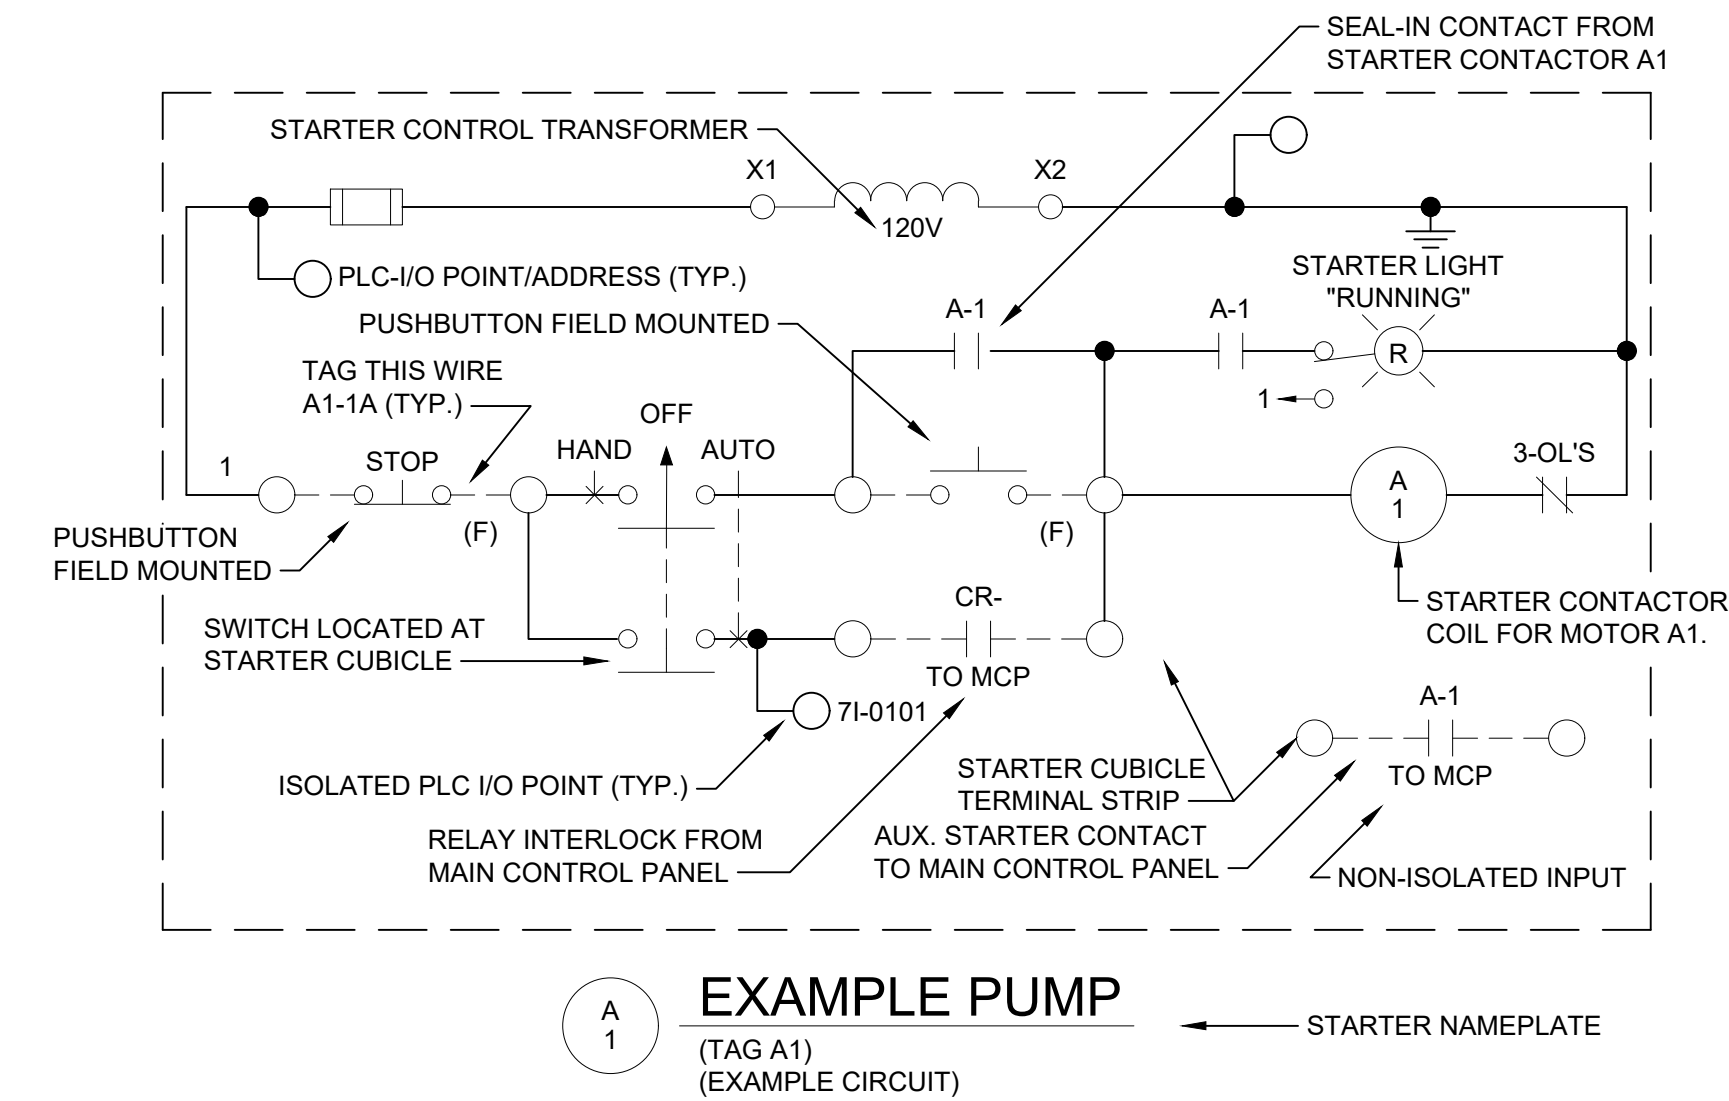 SEAL-IN CONTACT FROM
STARTER CONTACTOR A1
STARTER CONTROL TRANSFORMER
X1
X2
120V
PLC-I/O POINT/ADDRESS (TYP.)
STARTER LIGHT
"RUNNING"
PUSHBUTTON FIELD MOUNTED
A-1
A-1
R
TAG THIS WIRE
A1-1A (TYP.)
1
OFF
HAND
AUTO
1
STOP
3-OL'S
A
1
(F)
(F)
PUSHBUTTON
FIELD MOUNTED
CR-
TO MCP
STARTER CONTACTOR
COIL FOR MOTOR A1.
SWITCH LOCATED AT
STARTER CUBICLE
7I-0101
A-1
TO MCP
ISOLATED PLC I/O POINT (TYP.)
STARTER CUBICLE
TERMINAL STRIP
RELAY INTERLOCK FROM
MAIN CONTROL PANEL
AUX. STARTER CONTACT
TO MAIN CONTROL PANEL
NON-ISOLATED INPUT
A
1
EXAMPLE PUMP
(TAG A1)
(EXAMPLE CIRCUIT)
STARTER NAMEPLATE